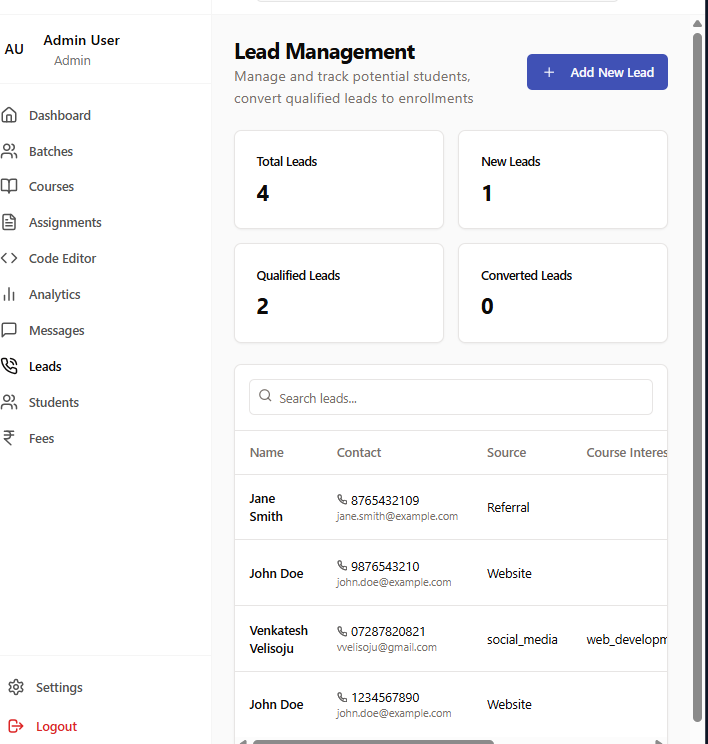 AU
Admin User
Admin
Dashboard
Batches
Courses
Assignments
Code Editor
Analytics
Messages
Leads
Students
Fees
Settings
Logout
Lead Management
Manage and track potential students,
convert qualified leads to enrollments
+ Add New Lead
Total Leads
4
New Leads
1
Qualified Leads
2
Converted Leads
0
Search leads...
Name Contact Source Course Interes
Jane
Smith
8765432109
jane.smith@example.com
Referral
John Doe
9876543210
john.doe@example.com
Website
Venkatesh
Velisoju
07287820821
vvelisoju@gmail.com
social_media
web_developm
John Doe
1234567890
john.doe@example.com
Website